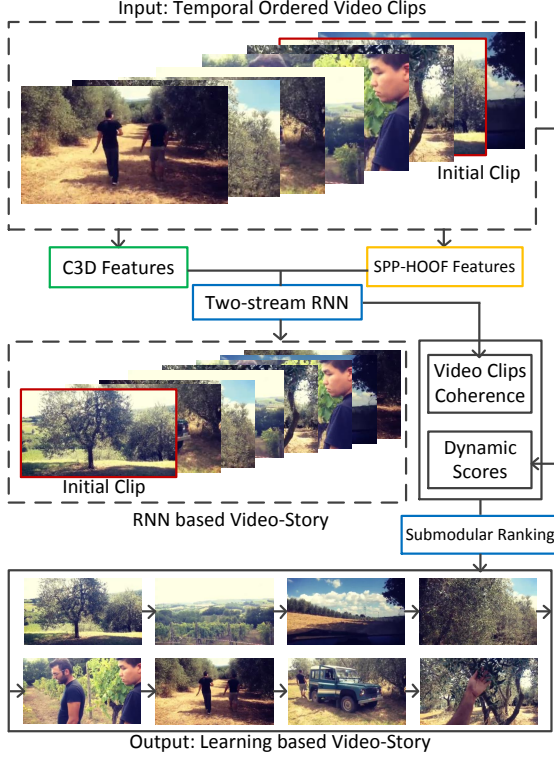 Input: Temporal Ordered Video Clips
Initial Clip
C3D Features
SPP-HOOF Features
Two-stream RNN
Video Clips
Coherence
Dynamic
Scores
Initial Clip
RNN based Video-Story
Submodular Ranking
Output: Learning based Video-Story